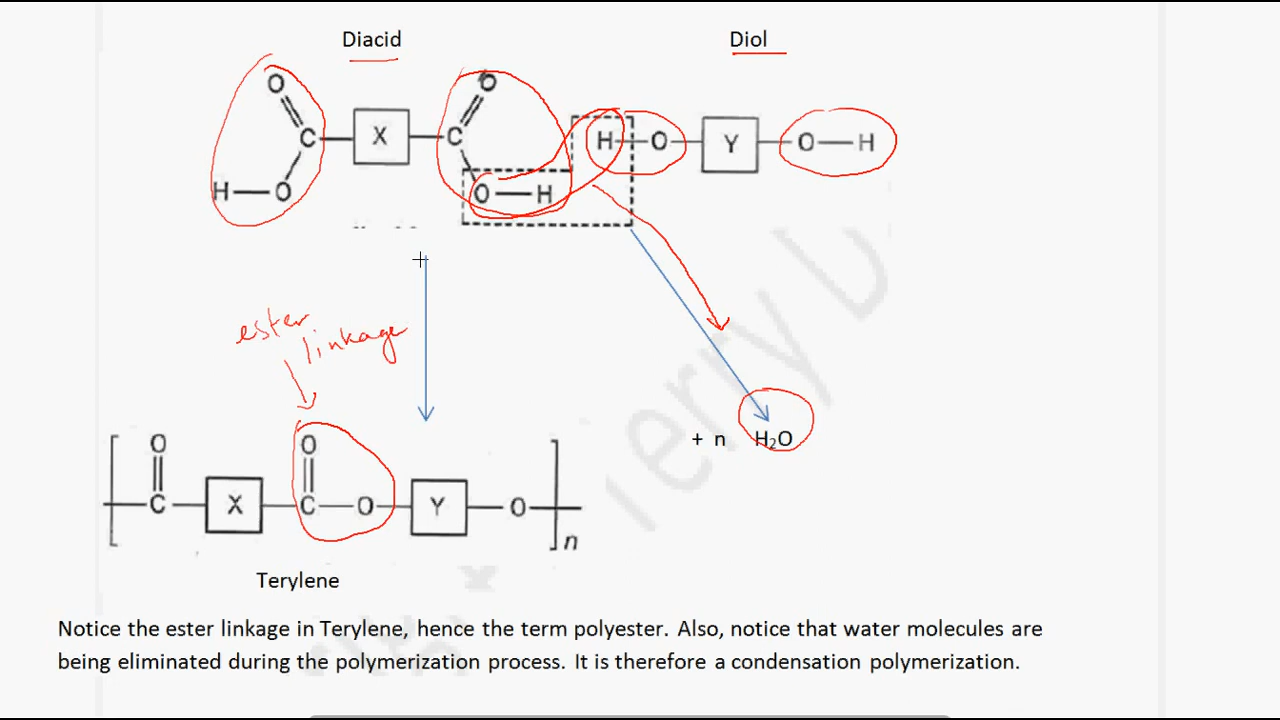 Diacid Diol
O O
C X C H O Y O H
H O O H
ester
linkage
+ n H₂O
O O
C X C O Y O n
Terylene
Notice the ester linkage in Terylene, hence the term polyester. Also, notice that water molecules are
being eliminated during the polymerization process. It is therefore a condensation polymerization.